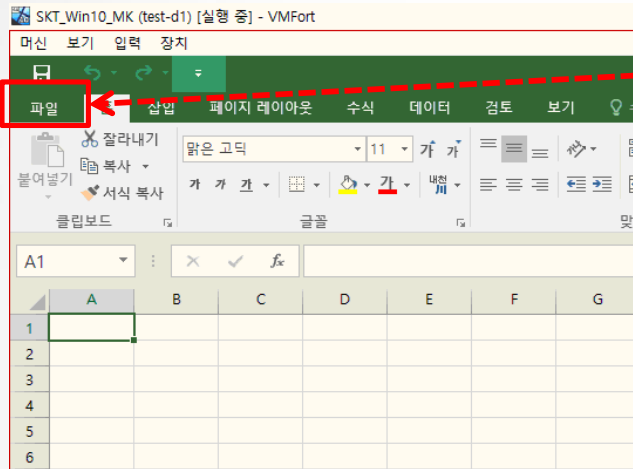 SKT_Win10_MK (test-d1) [실행 중] - VMFort
머신 보기 입력 장치
파일 홈 삽입 페이지 레이아웃 수식 데이터 검토 보기
붙여넣기 잘라내기 복사 서식 복사
맑은 고딕 11 가 가
가 가 가 가 내천
클립보드 글꼴 맞
A1 fx
A B C D E F G
1
2
3
4
5
6